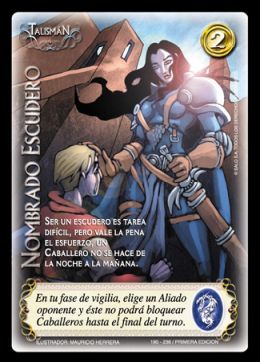 TALISMÁN
2
NOMBRADO ESCUDERO
SER UN ESCUDERO ES TAREA
DIFÍCIL, PERO VALE LA PENA
EL ESFUERZO, UN
CABALLERO NO SE HACE DE
LA NOCHE A LA MAÑANA.
En tu fase de vigilia, elige un Aliado
oponente y éste no podrá bloquear
Caballeros hasta el final del turno.
ILUSTRADOR: MAURICIO HERRERA
190 - 236 / PRIMERA EDICION